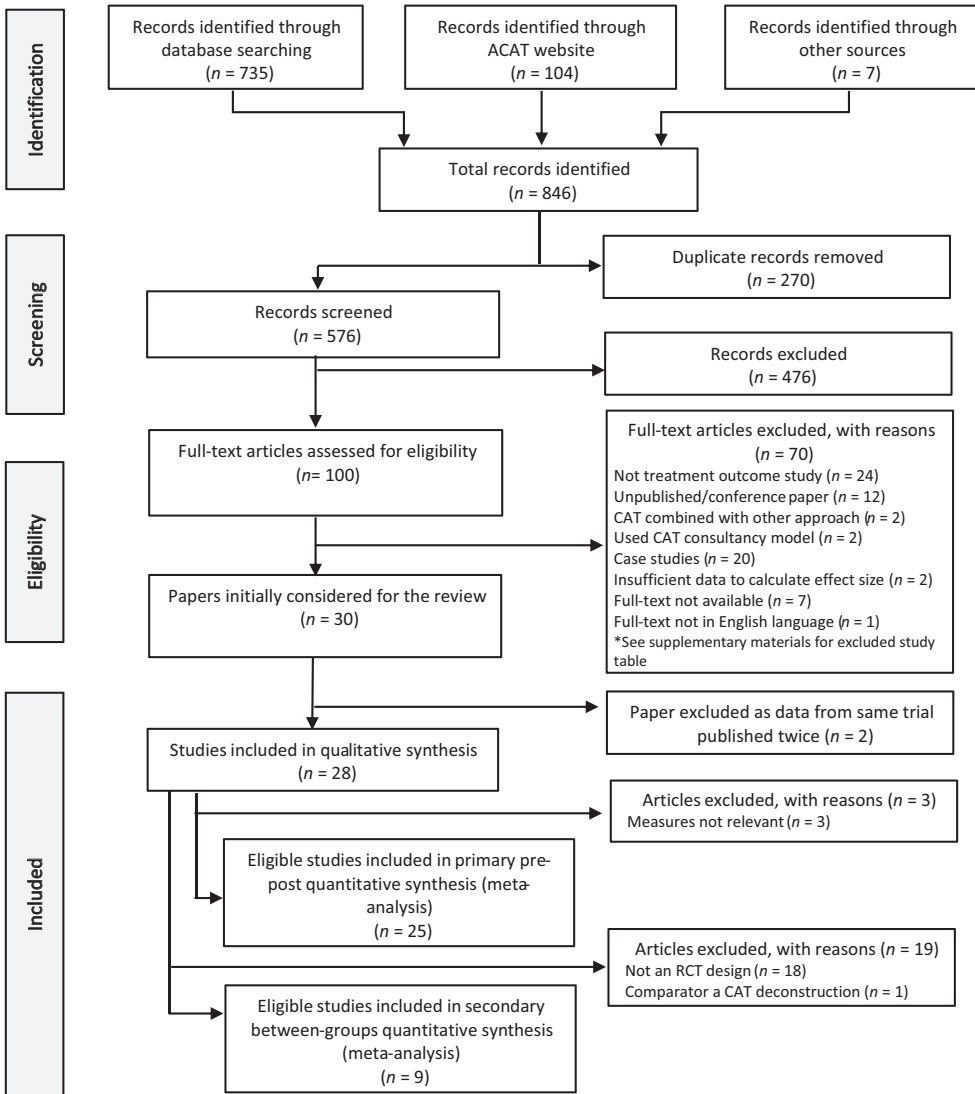 Identification
Records identified through
database searching
(n = 735)
Records identified through
ACAT website
(n = 104)
Records identified through
other sources
(n = 7)
Total records identified
(n = 846)
Screening
Duplicate records removed
(n = 270)
Records screened
(n = 576)
Records excluded
(n = 476)
Eligibility
Full-text articles assessed for eligibility
(n= 100)
Full-text articles excluded, with reasons
(n = 70)
Not treatment outcome study (n = 24)
Unpublished/conference paper (n = 12)
CAT combined with other approach (n = 2)
Used CAT consultancy model (n = 2)
Case studies (n = 20)
Insufficient data to calculate effect size (n = 2)
Full-text not available (n = 7)
Full-text not in English language (n = 1)
*See supplementary materials for excluded study
table
Papers initially considered for the review
(n = 30)
Included
Paper excluded as data from same trial
published twice (n = 2)
Studies included in qualitative synthesis
(n = 28)
Articles excluded, with reasons (n = 3)
Measures not relevant (n = 3)
Eligible studies included in primary pre-
post quantitative synthesis (meta-
analysis)
(n = 25)
Articles excluded, with reasons (n = 19)
Not an RCT design (n = 18)
Comparator a CAT deconstruction (n = 1)
Eligible studies included in secondary
between-groups quantitative synthesis
(meta-analysis)
(n = 9)